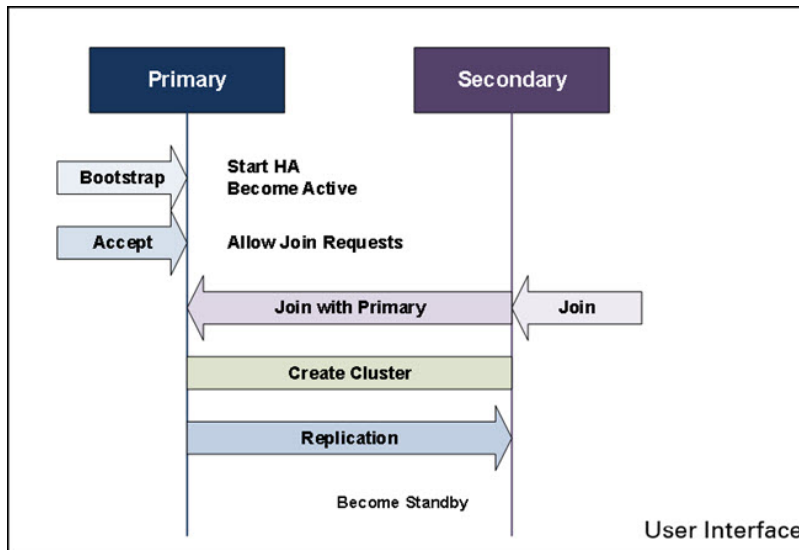 Primary
Secondary
Bootstrap
Start HA
Become Active
Accept
Allow Join Requests
Join with Primary
Join
Create Cluster
Replication
Become Standby
User Interface